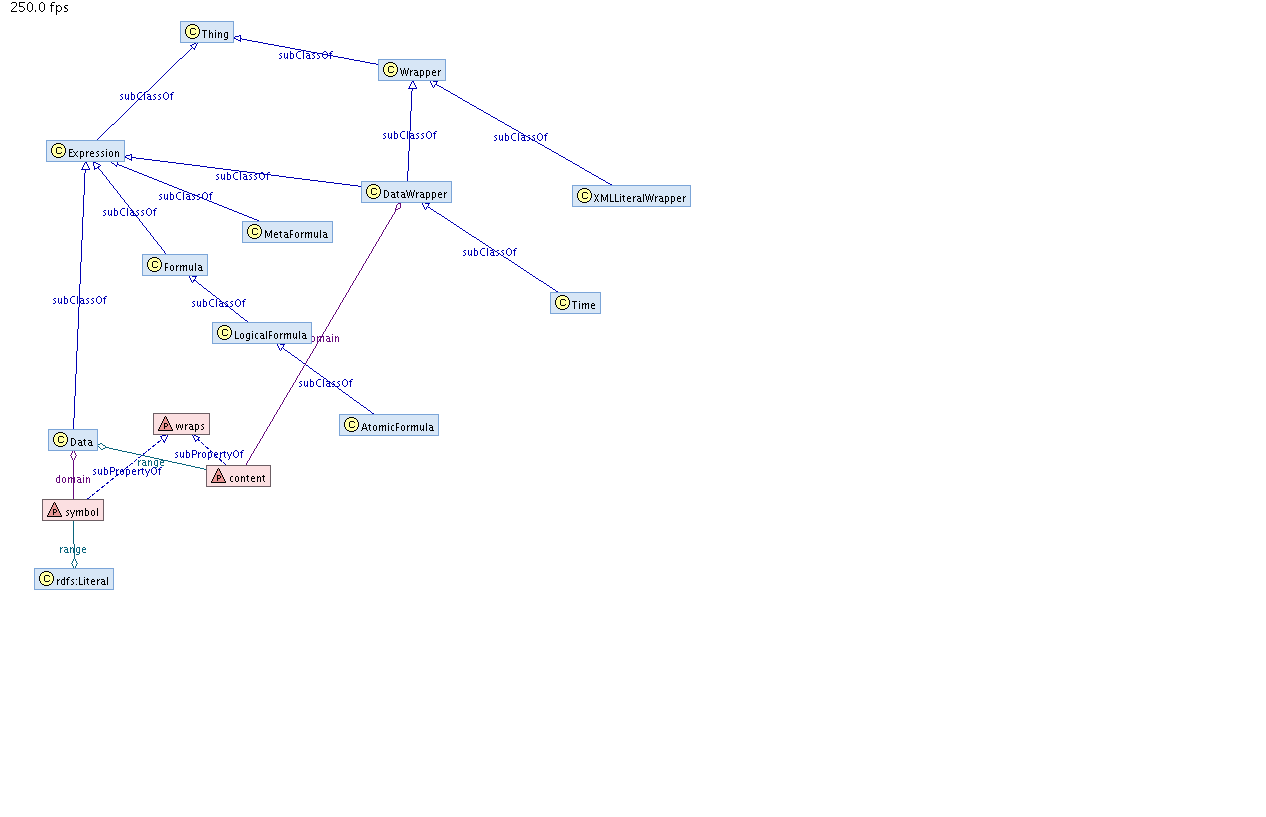 250.0 fps
C Thing
subClassOf
C Wrapper
subClassOf
subClassOf
subClassOf
C Expression
subClassOf
C DataWrapper
subClassOf
C XMLLiteralWrapper
subClassOf
C MetaFormula
subClassOf
C Formula
subClassOf
subClassOf
C Time
C LogicalFormula
omain
subClassOf
P wraps
C AtomicFormula
C Data
subPropertyOf
range
subPropertyOf
domain
P content
P symbol
range
C rdfs:Literal